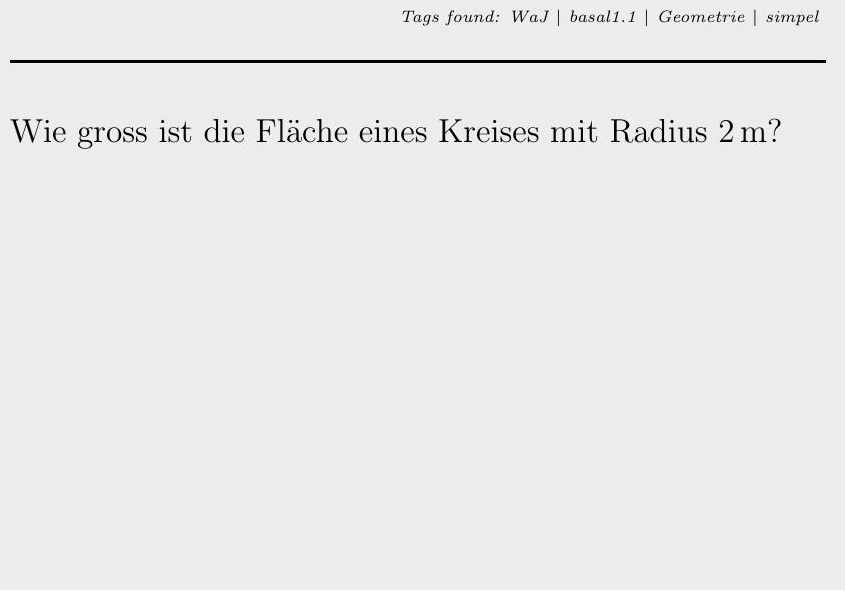 Tags found: WaJ | basal1.1 | Geometrie | simpel
Wie gross ist die Fläche eines Kreises mit Radius 2 m?